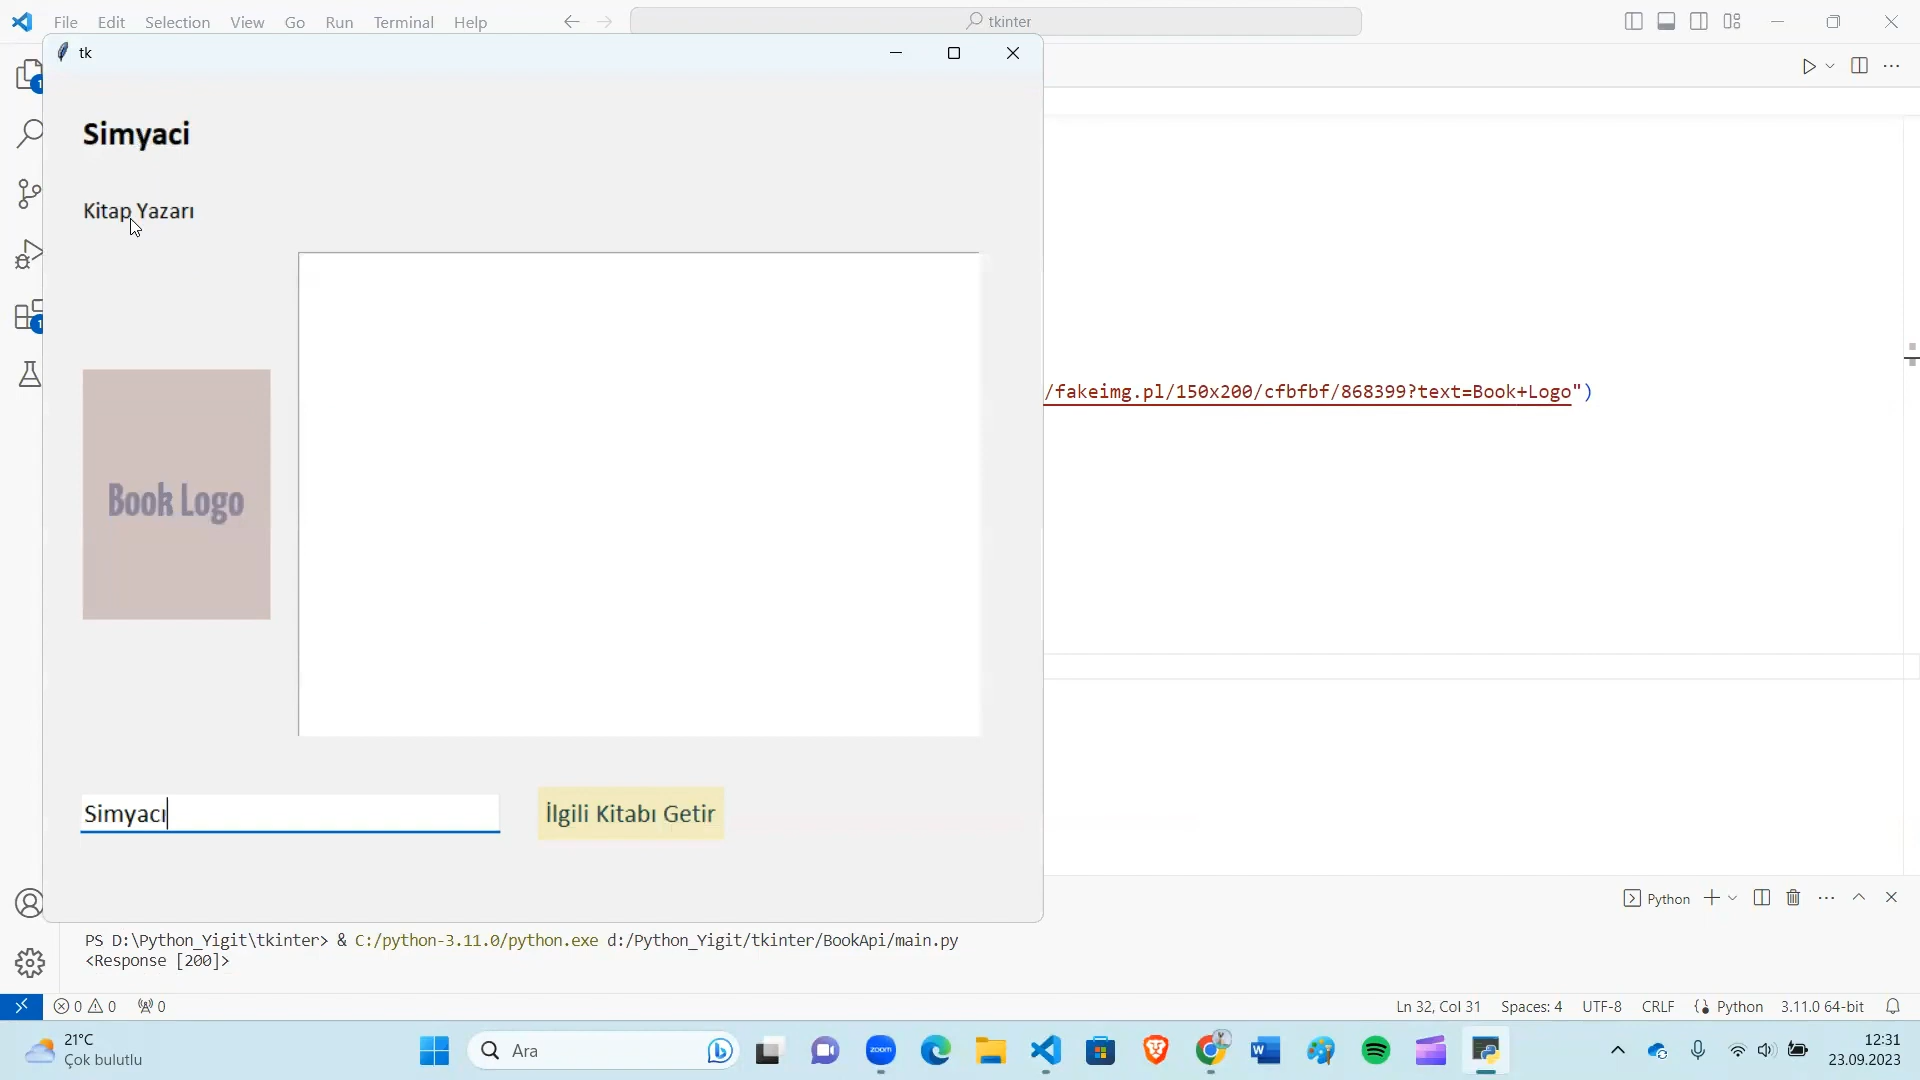 File Edit Selection View Go Run Terminal Help
tkinter
tk
1
Simyaci
Kitap Yazarı
/fakeimg.pl/150x200/cfbfbf/868399?text=Book+Logo")
1
Book Logo
Simyacı
İlgili Kitabı Getir
Python
PS D:\Python_Yigit\tkinter> & C:/python-3.11.0/python.exe d:/Python_Yigit/tkinter/BookApi/main.py
<Response [200]>
0 0 0
Ln 32, Col 31 Spaces: 4 UTF-8 CRLF Python 3.11.0 64-bit
21°C
Çok bulutlu
Ara
zoom
12:31
23.09.2023